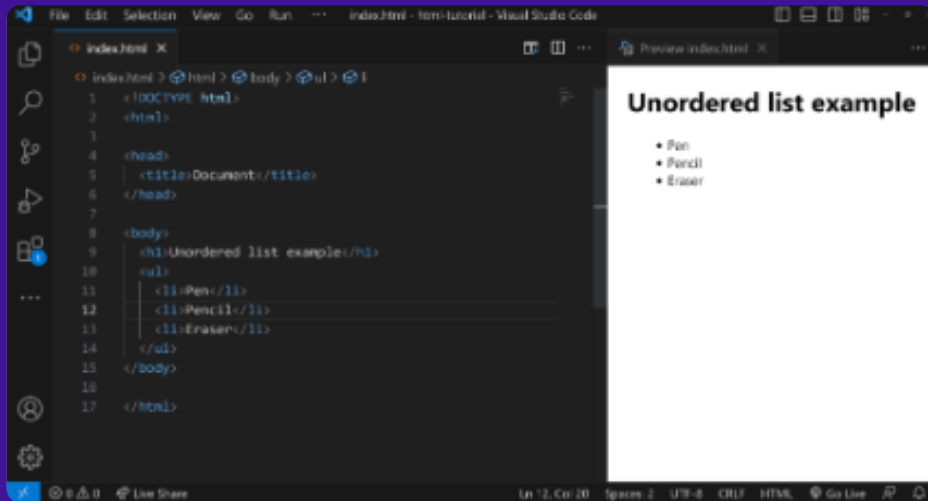 File Edit Selection View Go Run ··· index.html - html-tutorial - Visual Studio Code
index.html
Preview index.html
index.html > html > body > ul > li
1 <!DOCTYPE html>
2 <html>
3
4 <head>
5 <title>Document</title>
6 </head>
7
8 <body>
9 <h1>Unordered list example</h1>
10 <ul>
11 <li>Pen</li>
12 <li>Pencil</li>
13 <li>Eraser</li>
14 </ul>
15 </body>
16
17 </html>
Unordered list example
• Pen
• Pencil
• Eraser
0 0 Live Share Ln 12, Col 20 Spaces: 2 UTF-8 CRLF HTML Go Live